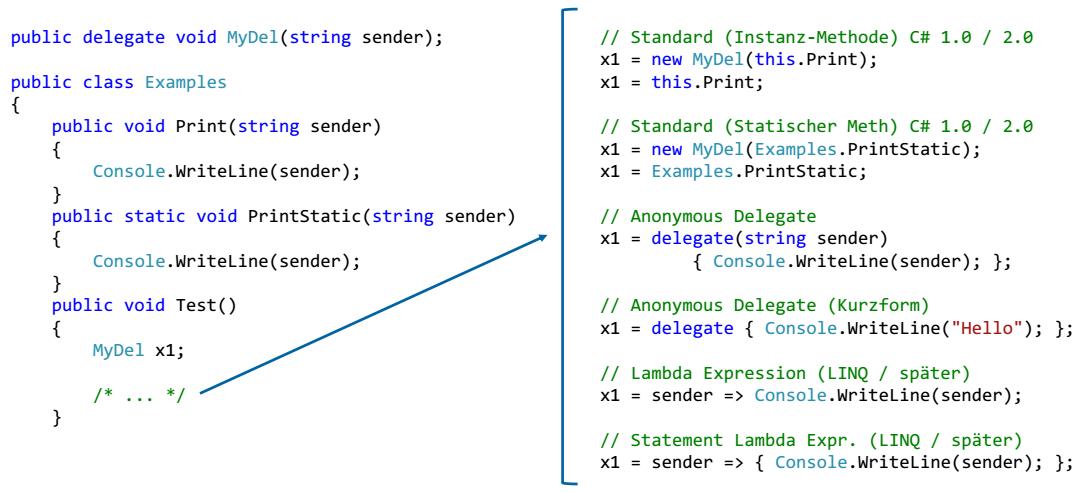 public delegate void MyDel(string sender);
public class Examples
{
    public void Print(string sender)
    {
        Console.WriteLine(sender);
    }
    public static void PrintStatic(string sender)
    {
        Console.WriteLine(sender);
    }
    public void Test()
    {
        MyDel x1;
        /* ... */
    }
// Standard (Instanz-Methode) C# 1.0 / 2.0
x1 = new MyDel(this.Print);
x1 = this.Print;
// Standard (Statischer Meth) C# 1.0 / 2.0
x1 = new MyDel(Examples.PrintStatic);
x1 = Examples.PrintStatic;
// Anonymous Delegate
x1 = delegate(string sender)
         { Console.WriteLine(sender); };
// Anonymous Delegate (Kurzform)
x1 = delegate { Console.WriteLine("Hello"); };
// Lambda Expression (LINQ / später)
x1 = sender => Console.WriteLine(sender);
// Statement Lambda Expr. (LINQ / später)
x1 = sender => { Console.WriteLine(sender); };